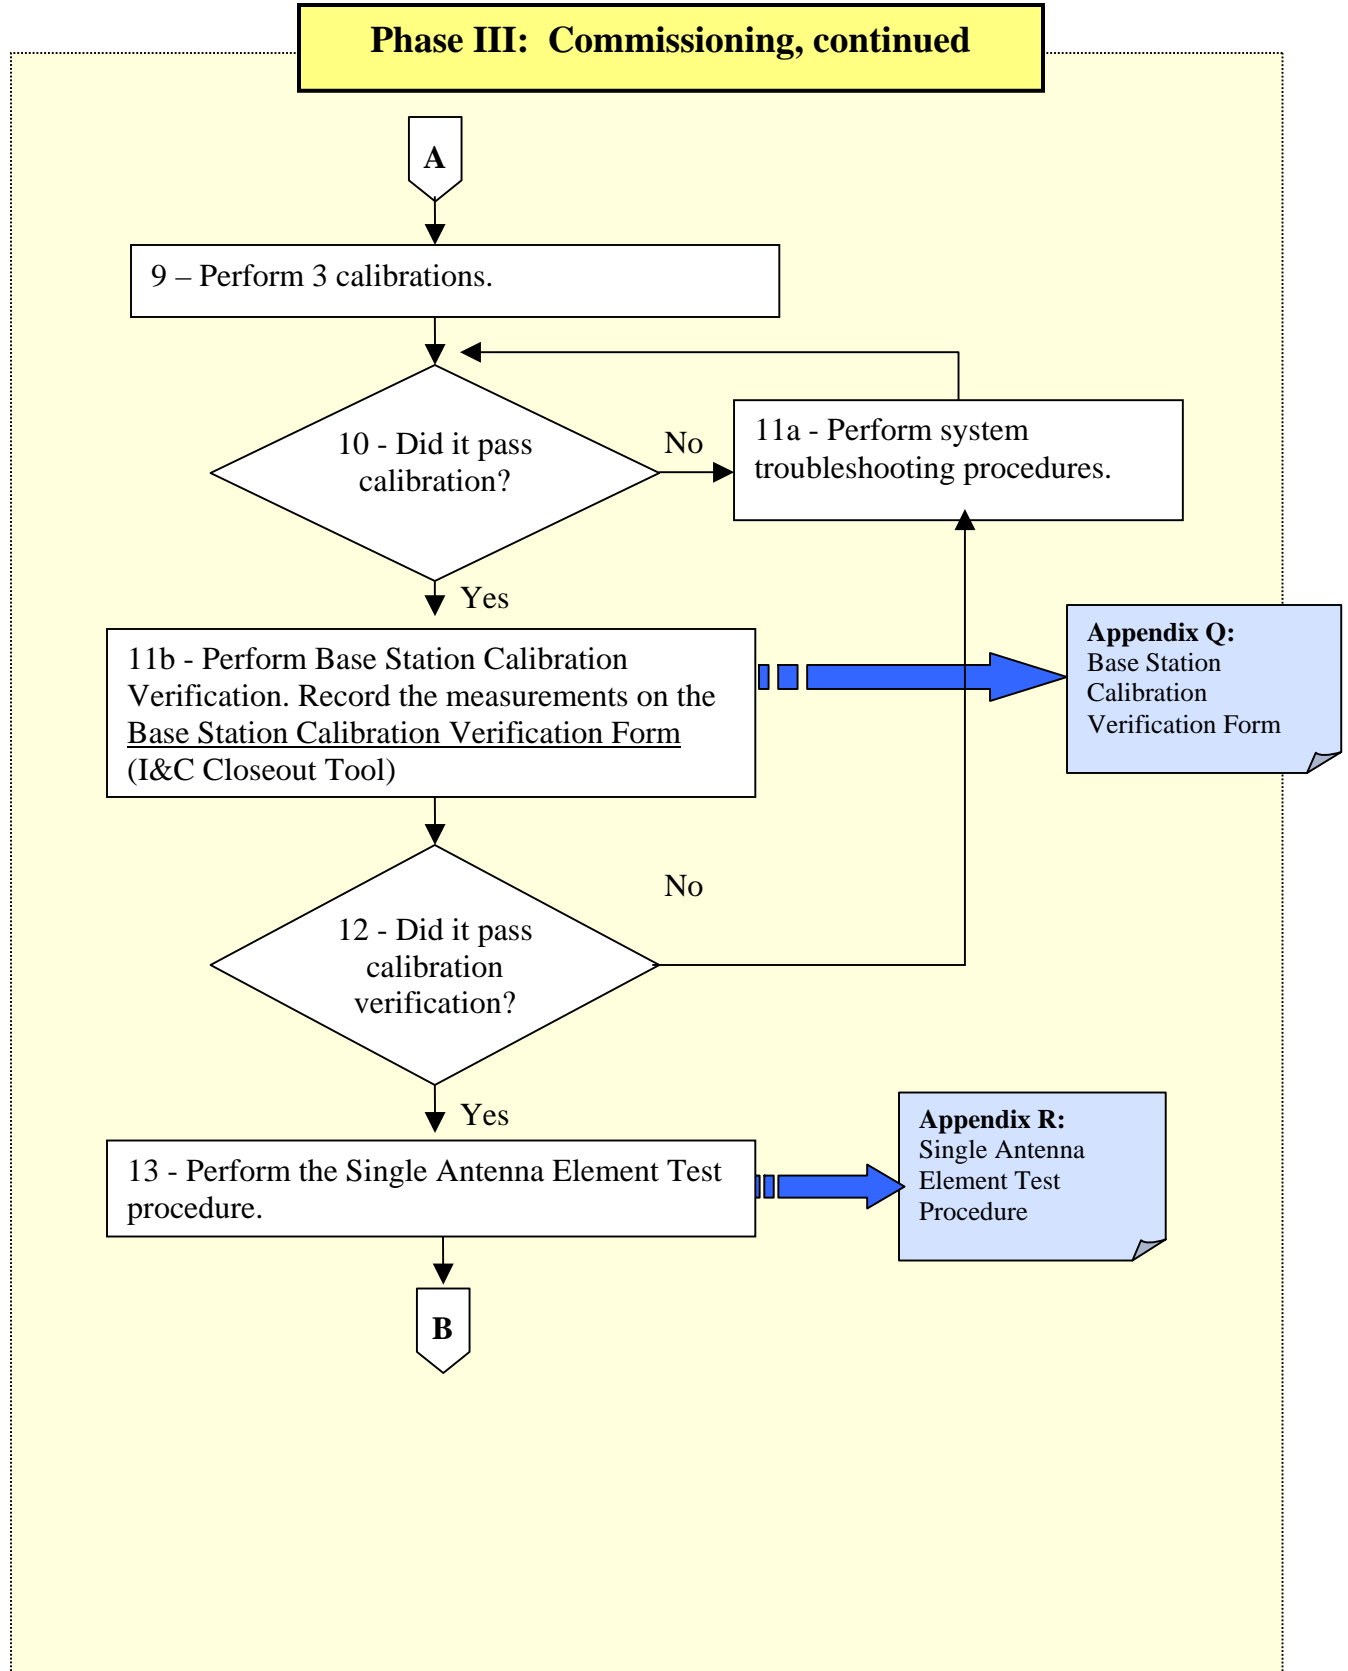 Phase III:  Commissioning, continued
A
9 – Perform 3 calibrations.
10 - Did it pass
calibration?
No
11a - Perform system
troubleshooting procedures.
Yes
11b - Perform Base Station Calibration
Verification. Record the measurements on the
Base Station Calibration Verification Form
(I&C Closeout Tool)
Appendix Q:
Base Station
Calibration
Verification Form
12 - Did it pass
calibration
verification?
No
Yes
13 - Perform the Single Antenna Element Test
procedure.
Appendix R:
Single Antenna
Element Test
Procedure
B